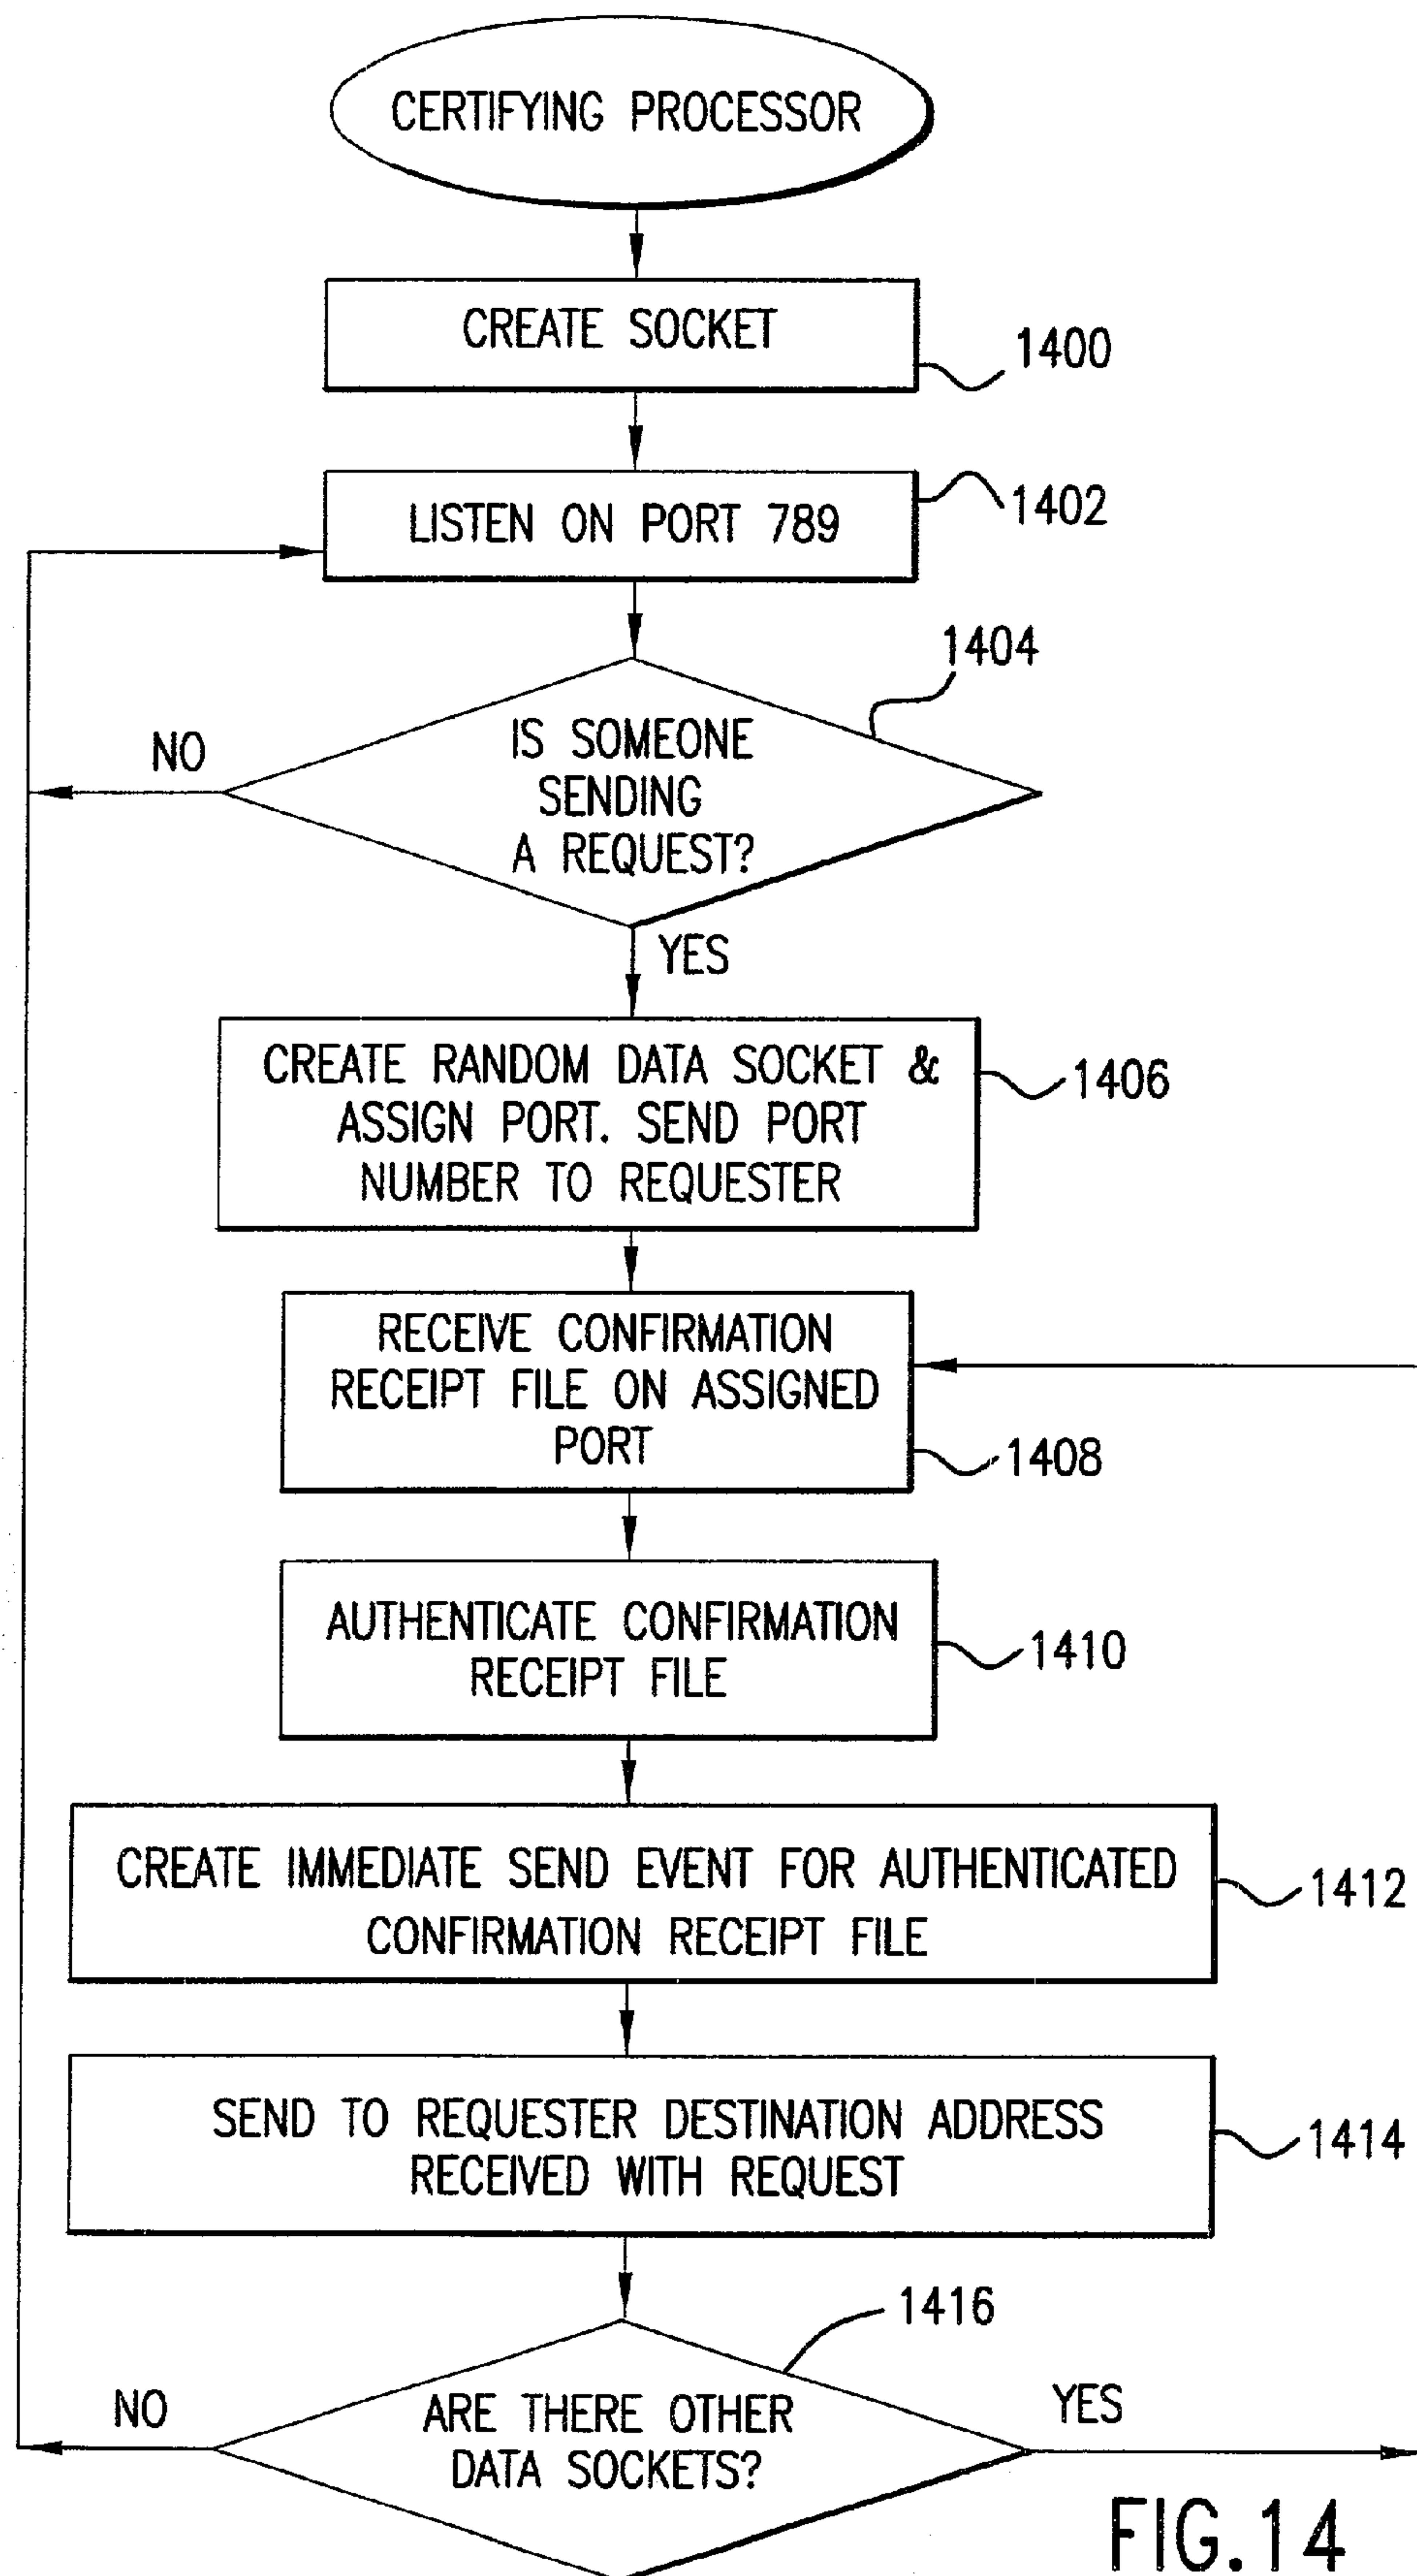 CERTIFYING PROCESSOR
CREATE SOCKET
1400
LISTEN ON PORT 789
1402
1404
IS SOMEONE
SENDING
A REQUEST?
NO
YES
CREATE RANDOM DATA SOCKET &
ASSIGN PORT. SEND PORT
NUMBER TO REQUESTER
1406
RECEIVE CONFIRMATION
RECEIPT FILE ON ASSIGNED
PORT
1408
AUTHENTICATE CONFIRMATION
RECEIPT FILE
1410
CREATE IMMEDIATE SEND EVENT FOR AUTHENTICATED
CONFIRMATION RECEIPT FILE
1412
SEND TO REQUESTER DESTINATION ADDRESS
RECEIVED WITH REQUEST
1414
1416
ARE THERE OTHER
DATA SOCKETS?
NO
YES
FIG.14